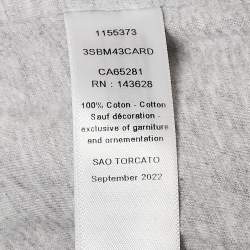 1155373
3SBM43CARD
CA65281
RN : 143628
100% Coton - Cotton
Sauf décoration -
exclusive of garniture
and ornementation
SAO TORCATO
September 2022